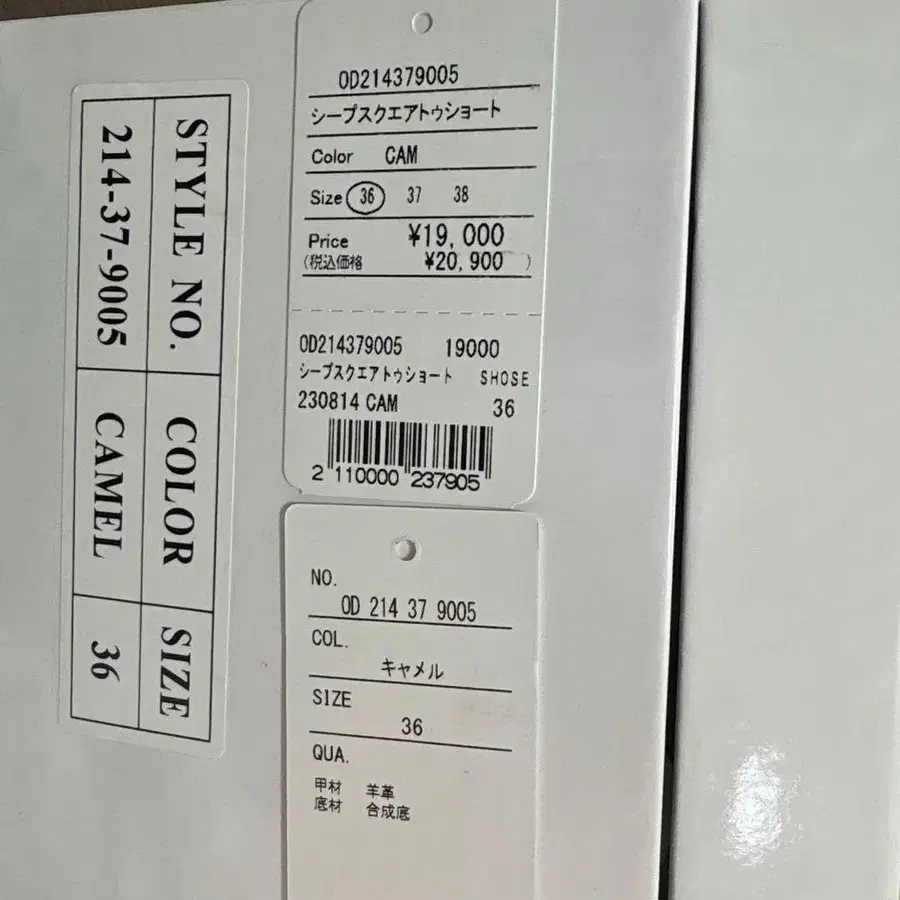 STYLE NO. COLOR SIZE
214-37-9005 CAMEL 36
OD214379005
シープスクエアトゥショート
Color CAM
Size 36 37 38
Price ¥19,000
(税込価格 ¥20,900 )
OD214379005 19000
シープスクエアトゥショート SHOSE
230814 CAM 36
2 110000 237905
NO.
OD 214 37 9005
COL.
キャメル
SIZE
36
QUA.
甲材 羊革
底材 合成底